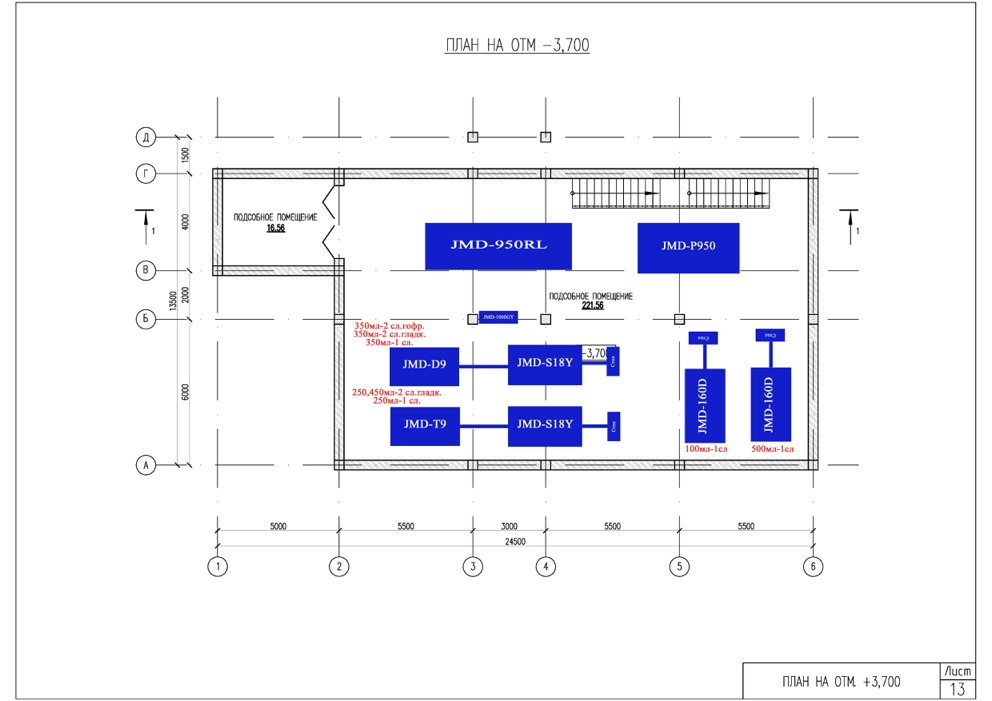 ПЛАН НА ОТМ -3,700
Д
1500
Г
4000
ПОДСОБНОЕ ПОМЕЩЕНИЕ
16.56
1
1
JMD-950RL
JMD-P950
В
2000
13500
ПОДСОБНОЕ ПОМЕЩЕНИЕ
221.56
Б
JMD-1000GY
350мл-2 сл.гофр.
350мл-2 сл.гладк.
350мл-1 сл.
-3,700
JMD-D9
JMD-S18Y
Стол
Стол
Стол
6000
250,450мл-2 сл.гладк.
250мл-1 сл.
JMD-T9
JMD-S18Y
Стол
JMD-160D
JMD-160D
100мл-1сл
500мл-1сл
А
5000
5500
3000
5500
5500
24500
1
2
3
4
5
6
ПЛАН НА ОТМ. +3,700
Лист
13